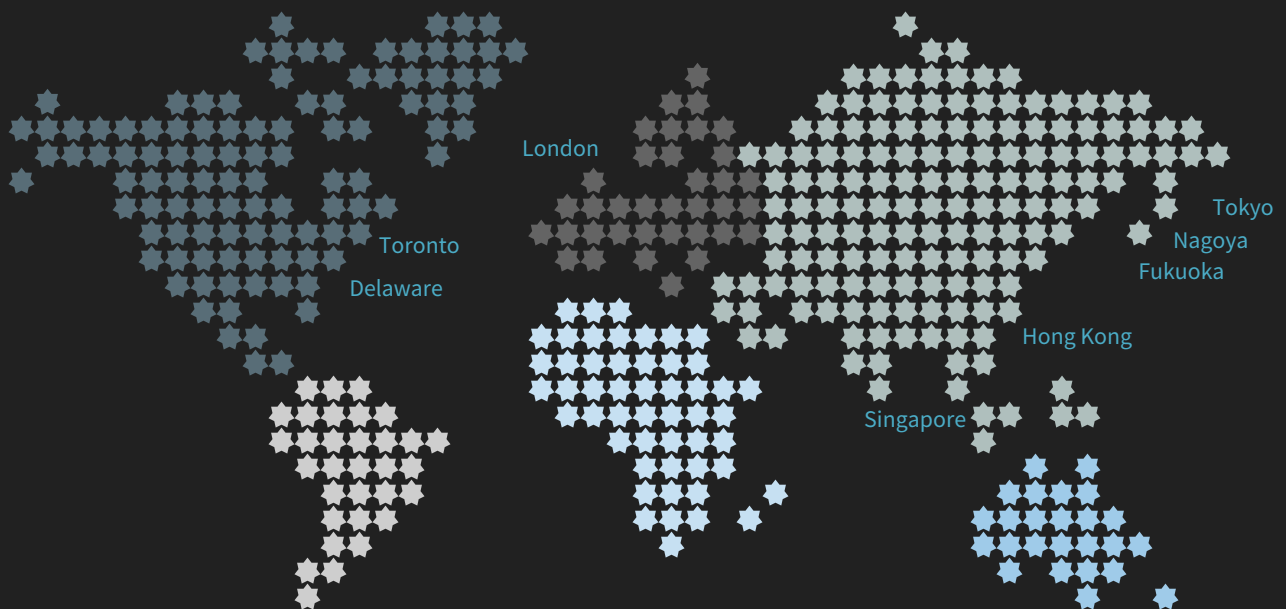 London
Tokyo
Toronto
Nagoya
Fukuoka
Delaware
Hong Kong
Singapore